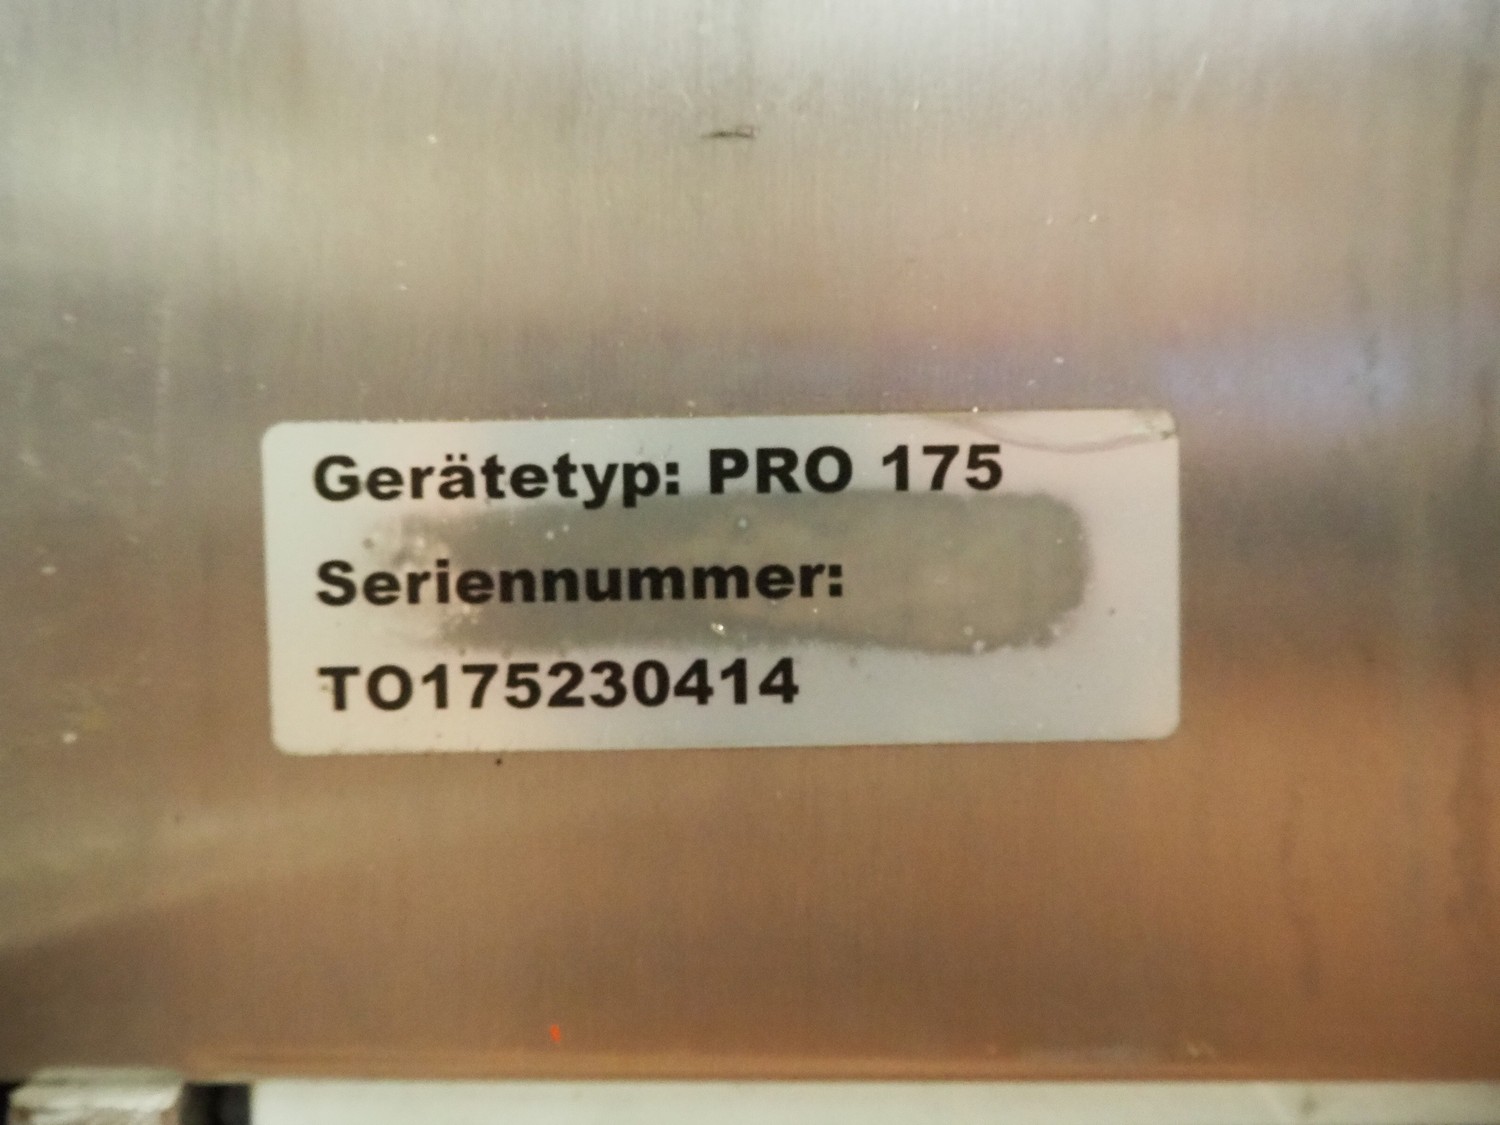 Gerätetyp: PRO 175
Seriennummer:
TO175230414